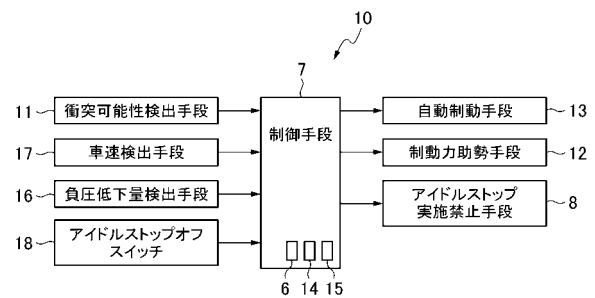 10
7
11
衝突可能性検出手段
17
車速検出手段
16
負圧低下量検出手段
18
アイドルストップオフ
スイッチ
制御手段
6
14
15
自動制動手段
13
制動力助勢手段
12
アイドルストップ
実施禁止手段
8